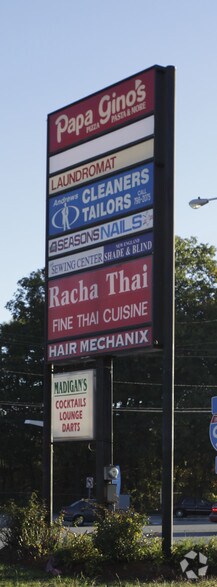 Papa Gino's
PIZZA PASTA & MORE
LAUNDROMAT
Andrews
CLEANERS
TAILORS
4SEASONS NAILS
SEWING CENTER
NEW ENGLAND
SHADE & BLIND
Racha Thai
FINE THAI CUISINE
HAIR MECHANIX
MADIGAN'S
COCKTAILS
LOUNGE
DARTS